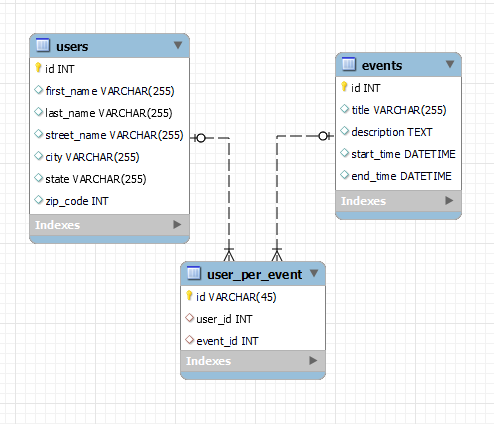 users
id INT
first_name VARCHAR(255)
last_name VARCHAR(255)
street_name VARCHAR(255)
city VARCHAR(255)
state VARCHAR(255)
zip_code INT
Indexes
events
id INT
title VARCHAR(255)
description TEXT
start_time DATETIME
end_time DATETIME
Indexes
user_per_event
id VARCHAR(45)
user_id INT
event_id INT
Indexes